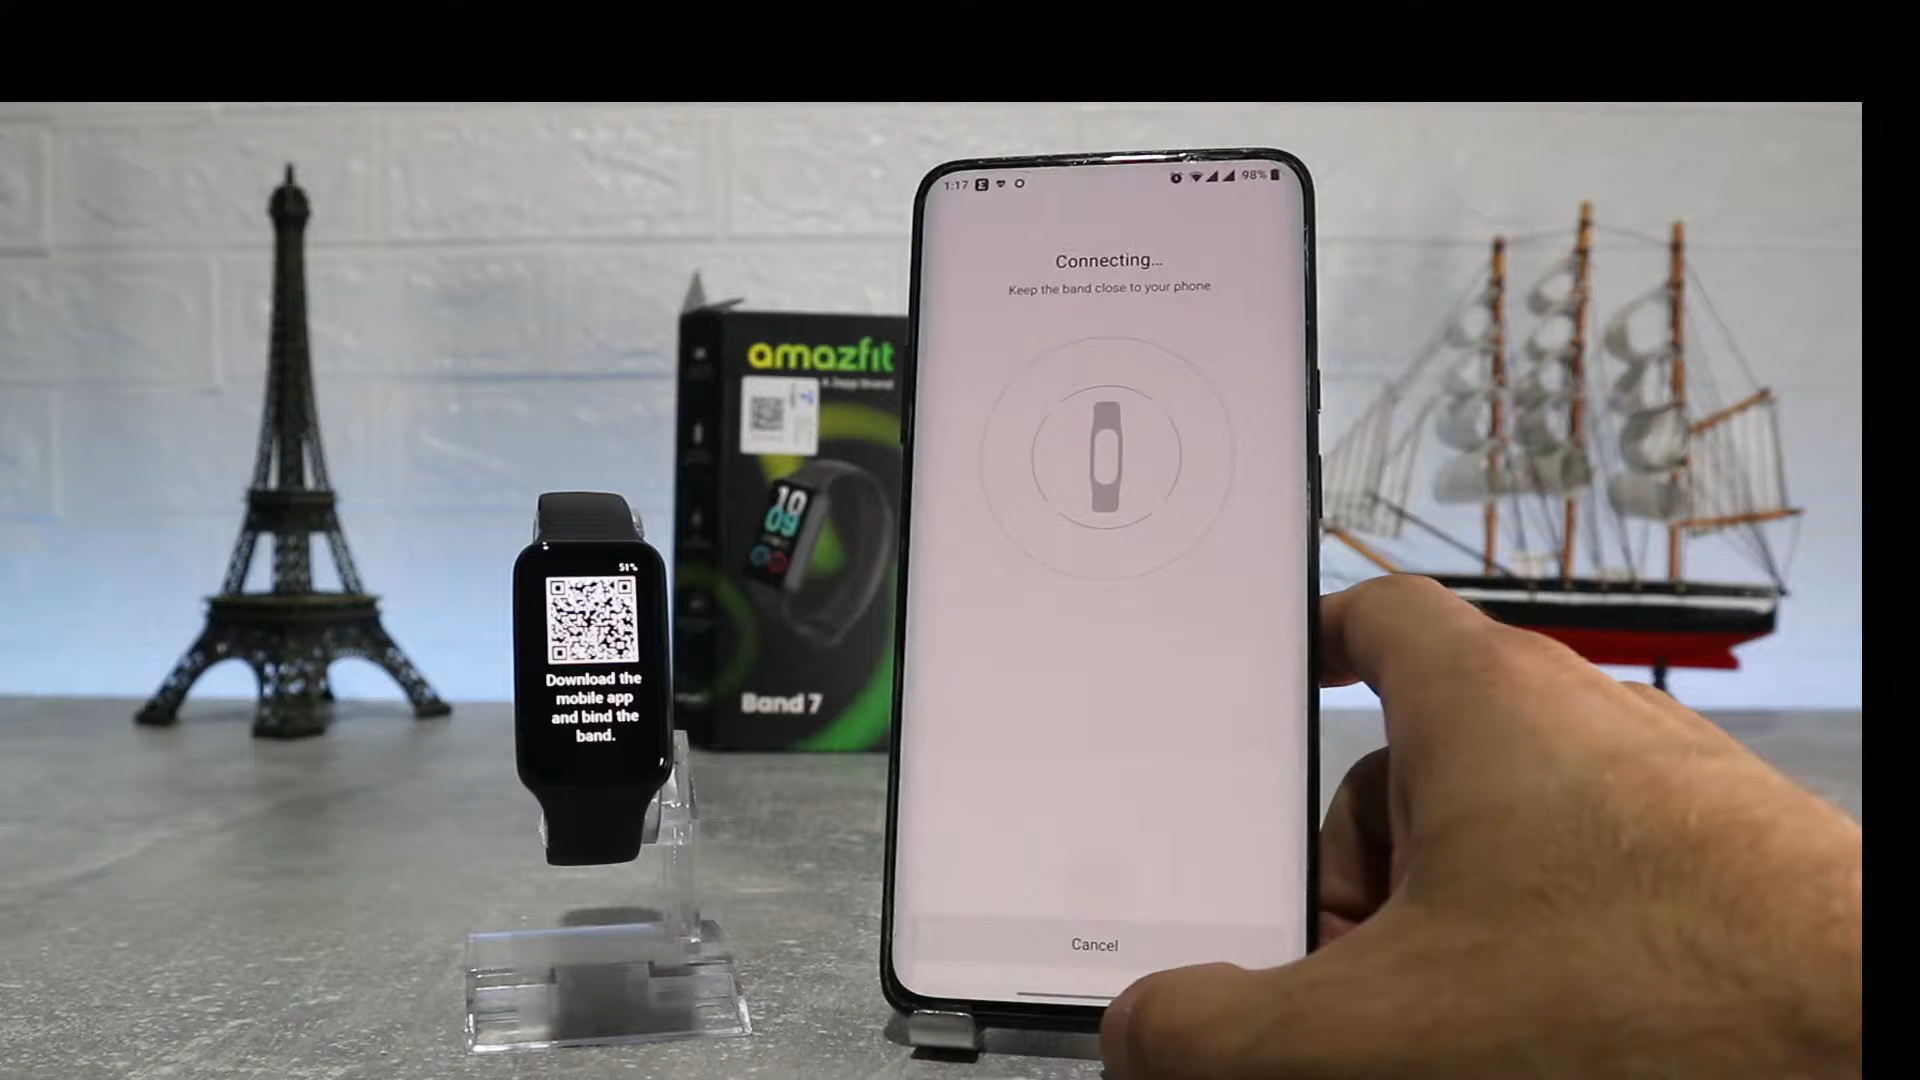 1:17
98%
Connecting...
Keep the band close to your phone
Cancel
amazfit
10
09
Band 7
51%
Download the
mobile app
and bind the
band.